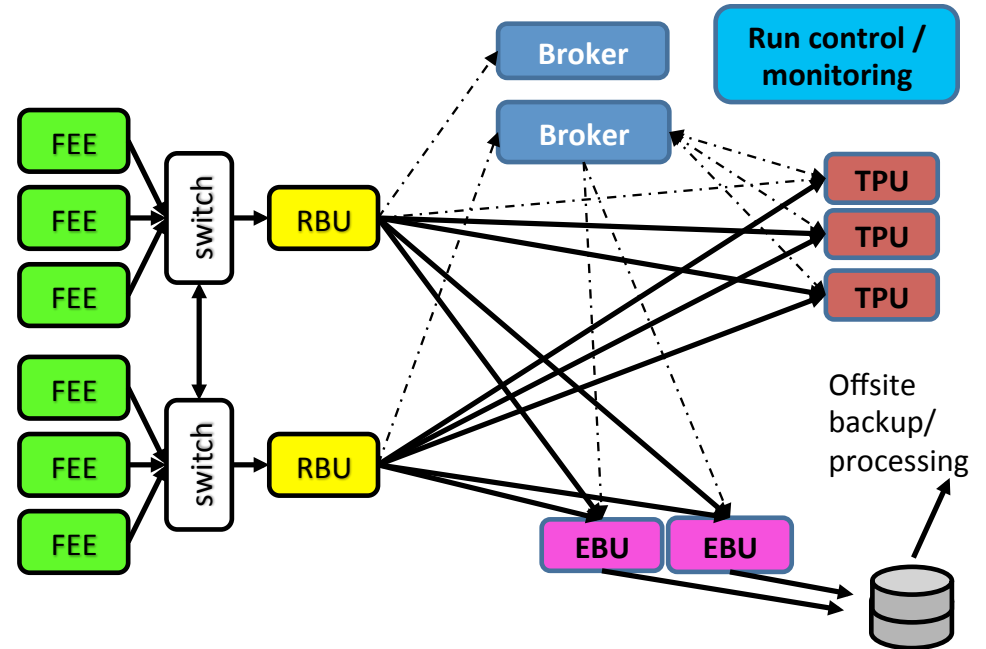 Broker
Run control /
monitoring
FEE
Broker
switch
TPU
FEE
RBU
TPU
FEE
TPU
FEE
Offsite
backup/
processing
switch
FEE
RBU
FEE
EBU
EBU